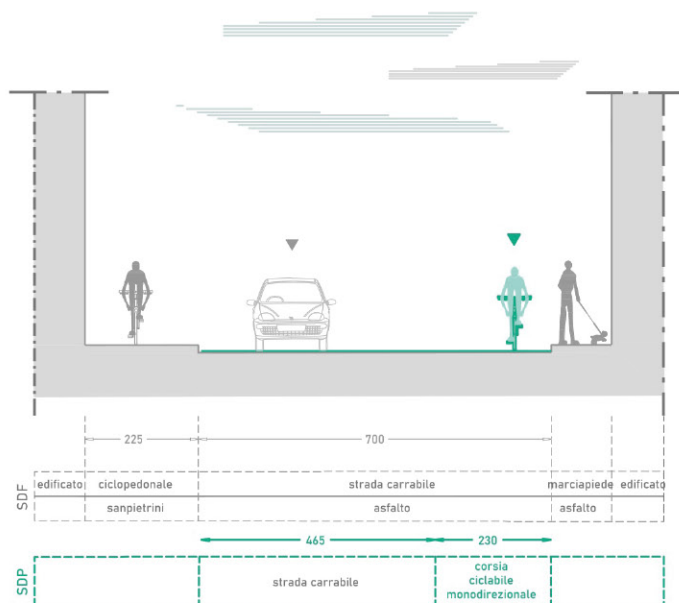 225
700
SDF
edificato
ciclopedonale
strada carrabile
marciapiede
edificato
sanpietrini
asfalto
asfalto
465
230
SDP
strada carrabile
corsia
ciclabile
monodirezionale